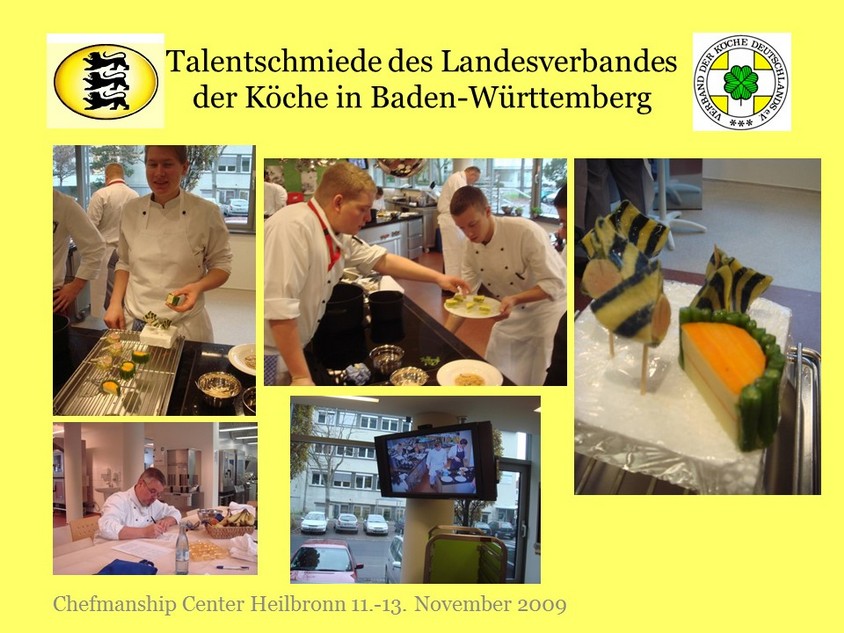 Talentschmiede des Landesverbandes
der Köche in Baden-Württemberg
VERBAND DER KÖCHE DEUTSCHLANDS e.V.
Chefmanship Center Heilbronn 11.-13. November 2009